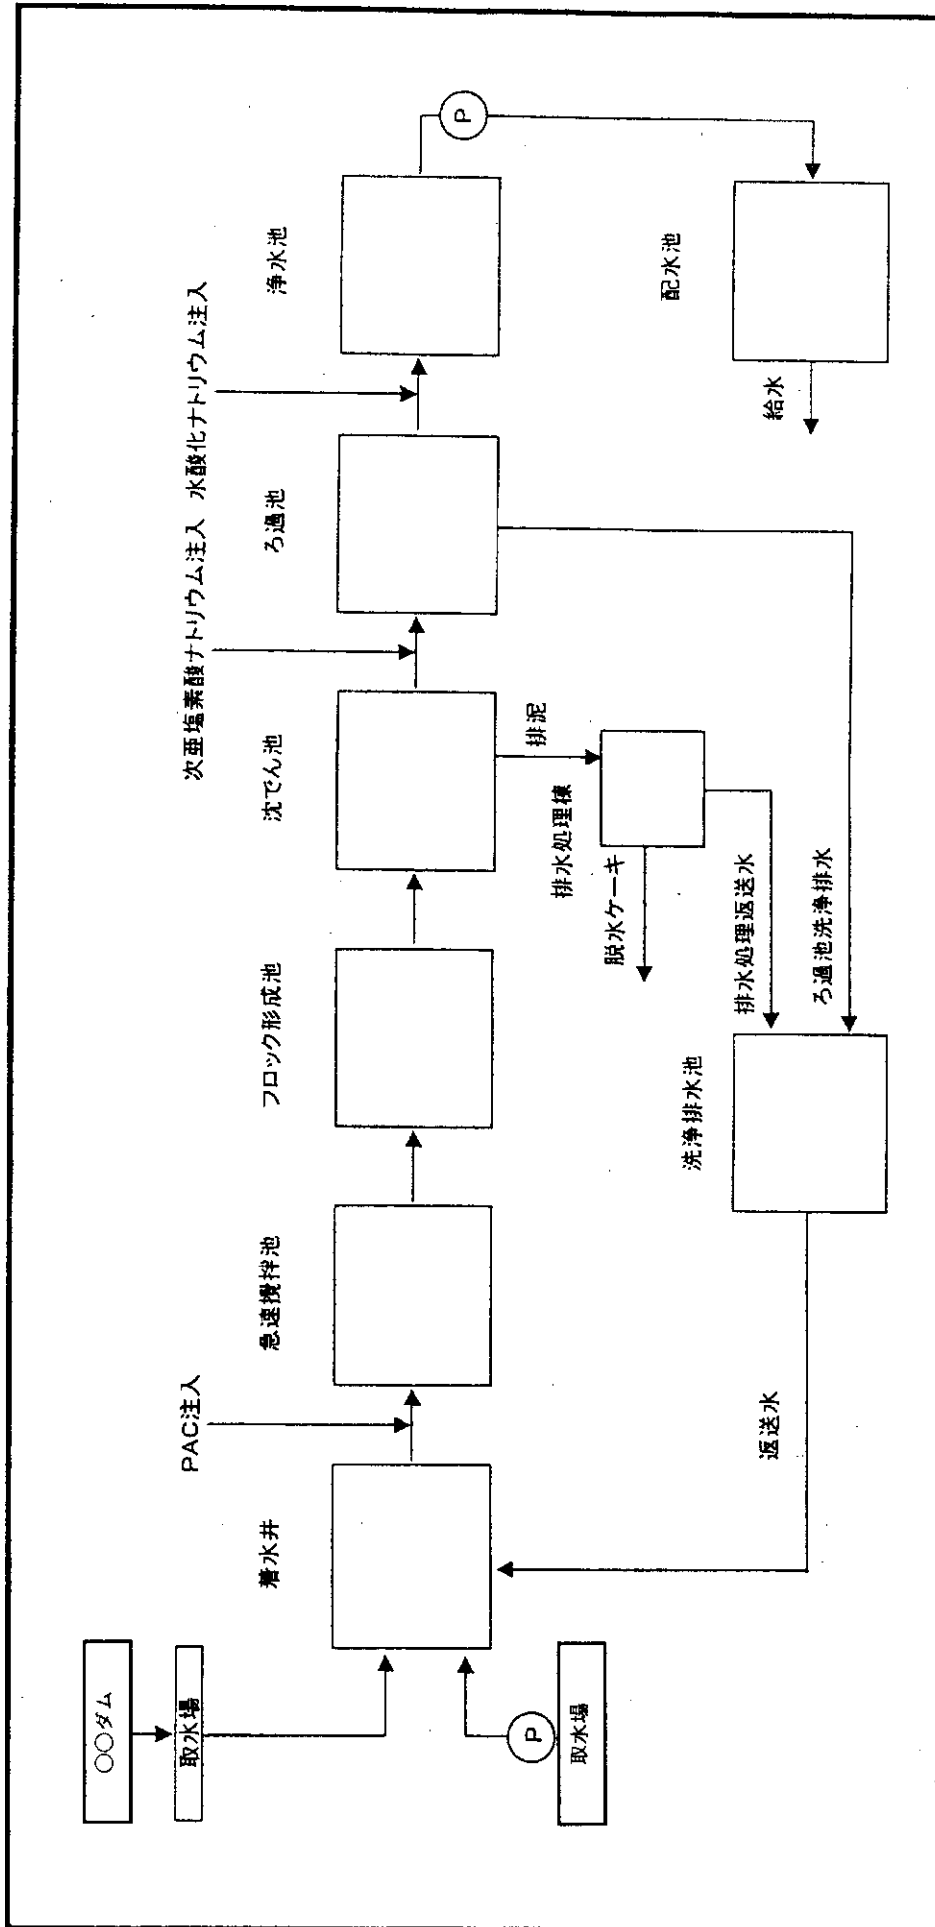 ○○ダム
取水場
P
取水場
着水井
PAC注入
急速攪拌池
フロック形成池
沈でん池
次亜塩素酸ナトリウム注入
ろ過池
水酸化ナトリウム注入
浄水池
P
配水池
給水
排泥
排水処理棟
脱水ケーキ
排水処理返送水
ろ過池洗浄排水
洗浄排水池
返送水